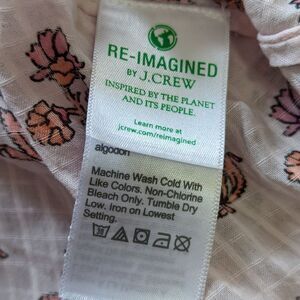 RE-IMAGINED
BY J.CREW
INSPIRED BY THE PLANET
AND ITS PEOPLE.
Learn more at
jcrew.com/reimagined
algodon
Machine Wash Cold With
Like Colors. Non-Chlorine
Bleach Only. Tumble Dry
Low. Iron on Lowest
Setting.